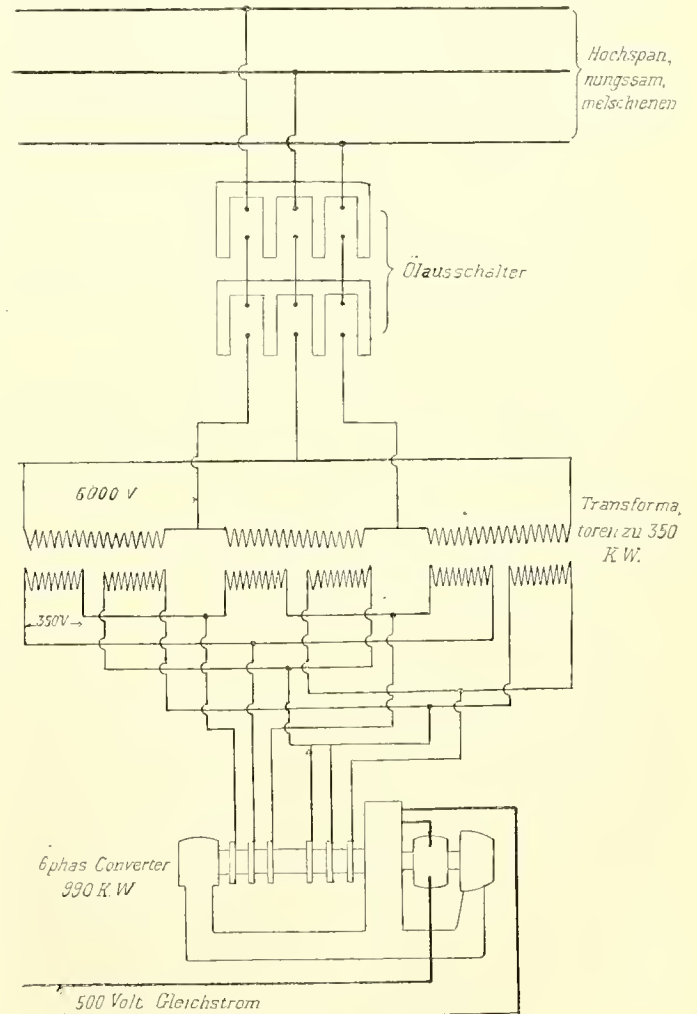 Hochspan,
nungssam,
melschienen
Ölausschalter
6000 V
Transforma,
toren zu 350
K W.
350V
6phas Converter
990 K. W
500 Volt Gleichstrom